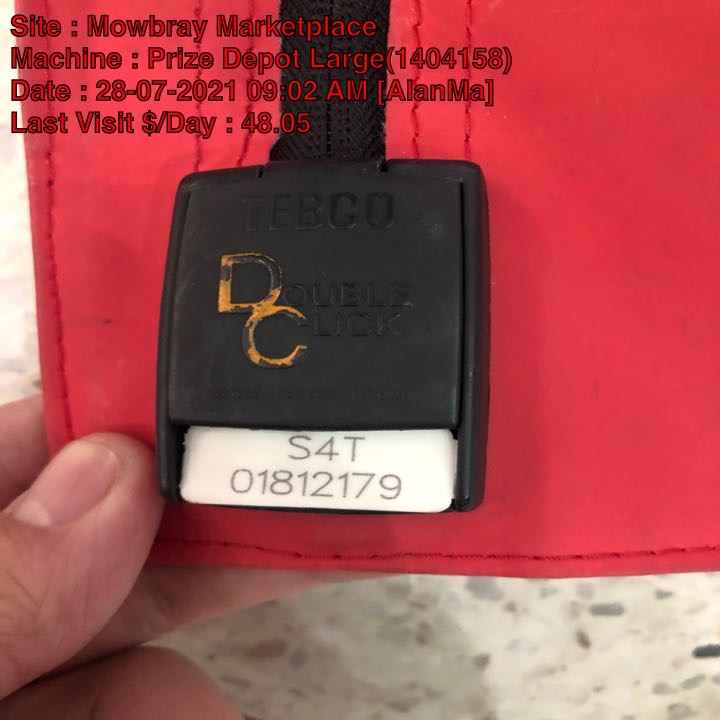 Site : Mowbray Marketplace
Machine : Prize Depot Large(1404158)
Date : 28-07-2021 09:02 AM [AlanMa]
Last Visit $/Day : 48.05
TEBCO
DOUBLE
CLICK
S4T
01812179